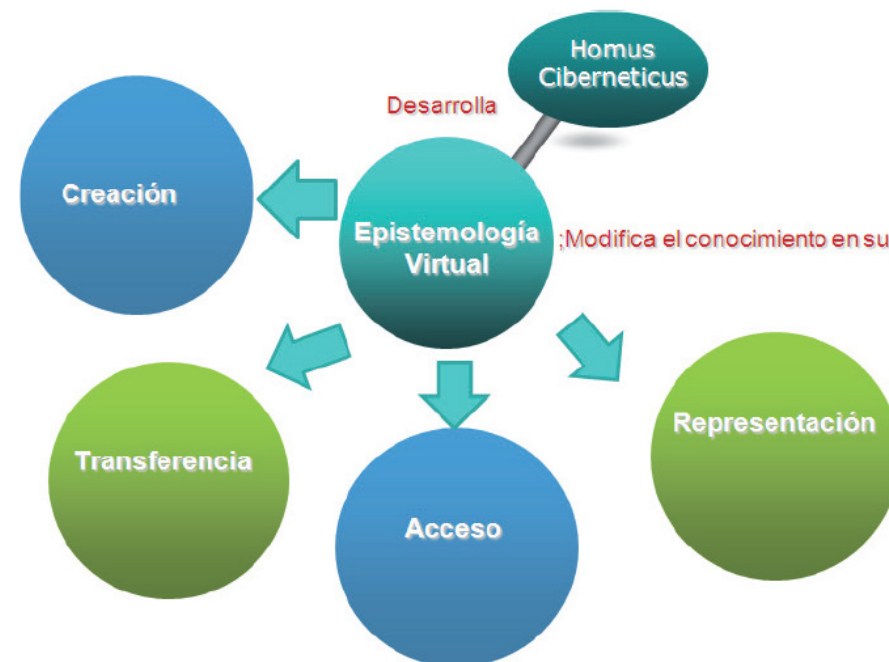 Homus
Ciberneticus
Desarrolla
Creación
Epistemología
Virtual
;Modifica el conocimiento en su
Representación
Transferencia
Acceso